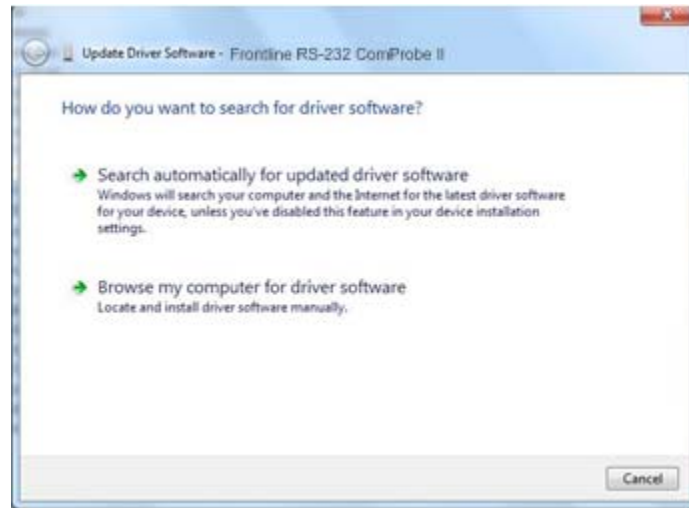 Update Driver Software - Frontline RS-232 ComProbe II
How do you want to search for driver software?
Search automatically for updated driver software
Windows will search your computer and the Internet for the latest driver software
for your device, unless you've disabled this feature in your device installation
settings.
Browse my computer for driver software
Locate and install driver software manually.
Cancel